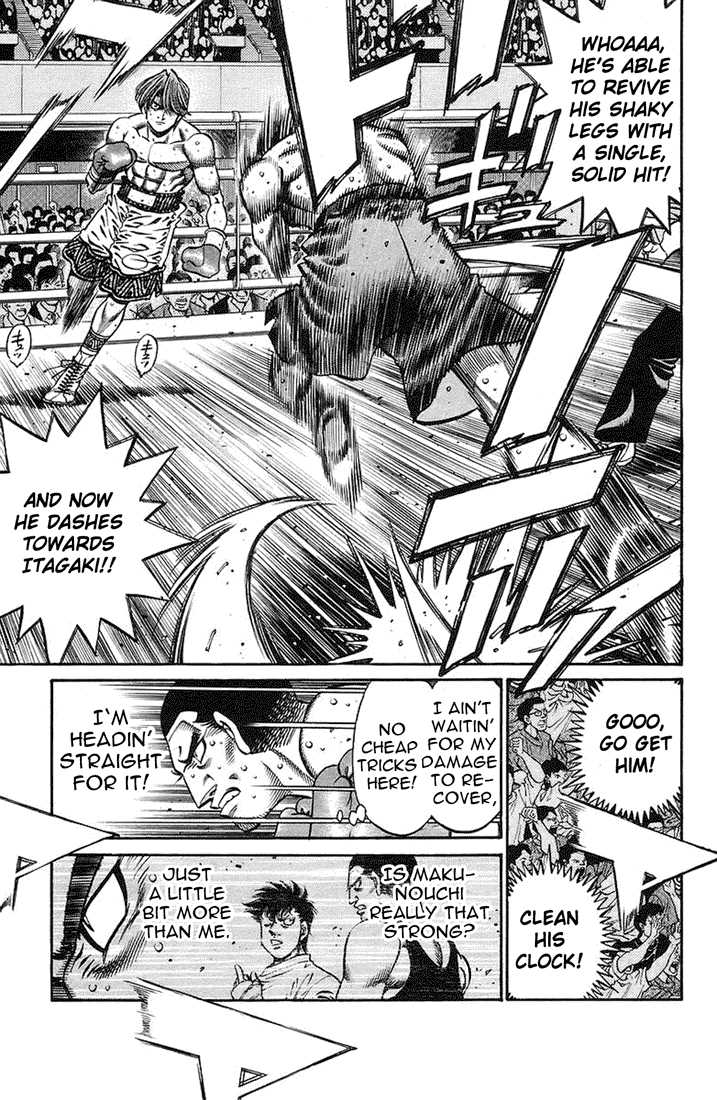 WHOAAA,
HE'S ABLE
TO REVIVE
HIS SHAKY
LEGS WITH
A SINGLE,
SOLID HIT!
AND NOW
HE DASHES
TOWARDS
ITAGAKI!!
GOOO,
GO GET
HIM!
CLEAN
HIS
CLOCK!
I AIN'T
WAITIN'
FOR MY
DAMAGE
TO RE-
COVER,
NO
CHEAP
TRICKS
HERE!
I'M
HEADIN'
STRAIGHT
FOR IT!
IS MAKU-
NOUCHI
REALLY THAT
STRONG?
JUST
A LITTLE
BIT MORE
THAN ME.